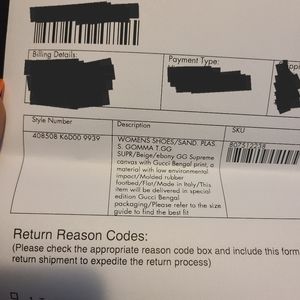 Billing Details:
Payment Type:
Style Number
Description
SKU
408508 K6D00 9939
WOMENS SHOES/SAND. PLAS
S. GOMMA T GG
SUPR/Beige/ebony GG Supreme
canvas with Gucci Bengal print, a
material with low environmental
impact/Molded rubber
footbed/Flat/Made in Italy/This
item will be delivered in special
edition Gucci Bengal
packaging/Please refer to the size
guide to find the best fit
Return Reason Codes:
(Please check the appropriate reason code box and include this form
return shipment to expedite the return process)